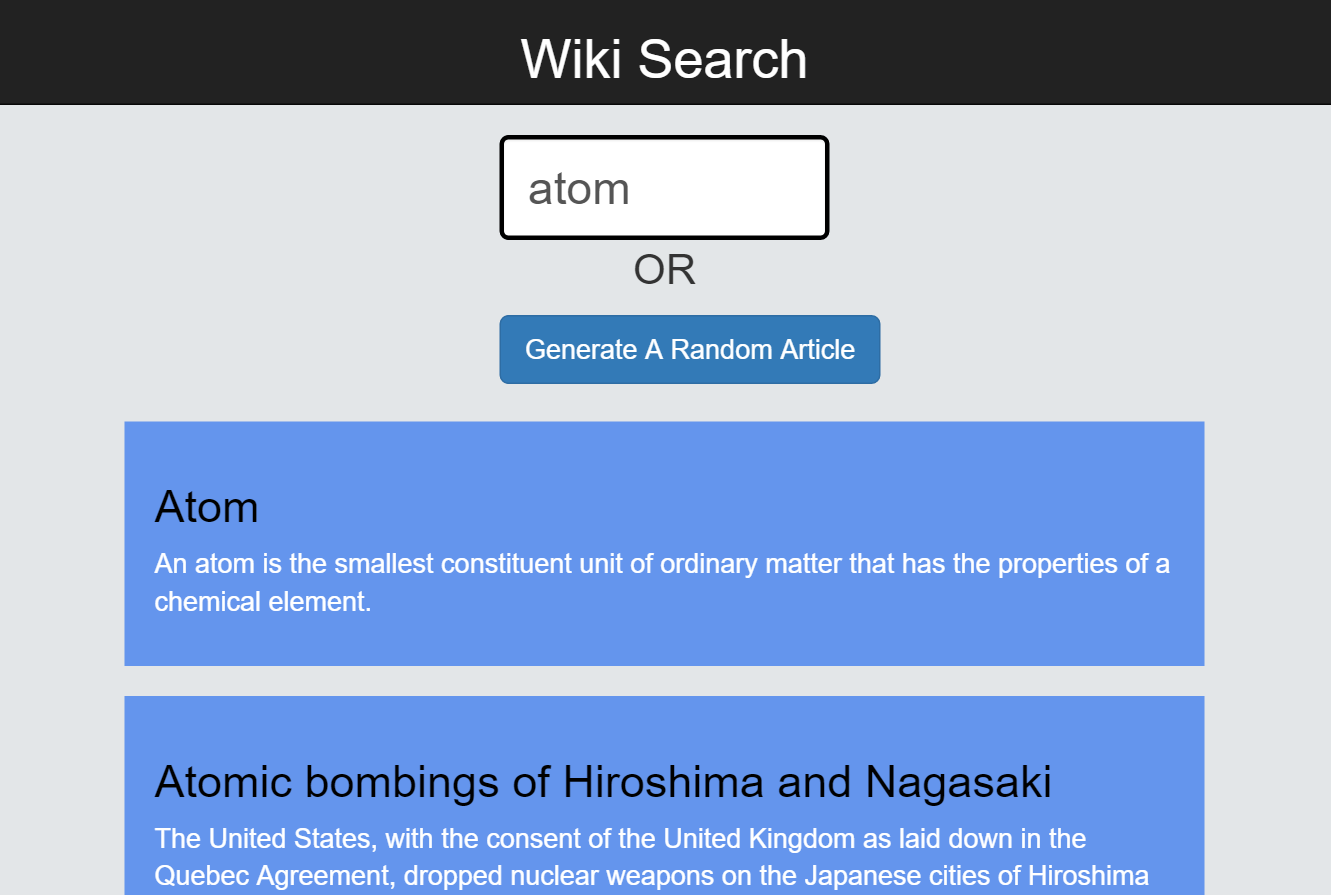 Wiki Search
atom
OR
Generate A Random Article
Atom
An atom is the smallest constituent unit of ordinary matter that has the properties of a
chemical element.
Atomic bombings of Hiroshima and Nagasaki
The United States, with the consent of the United Kingdom as laid down in the
Quebec Agreement, dropped nuclear weapons on the Japanese cities of Hiroshima